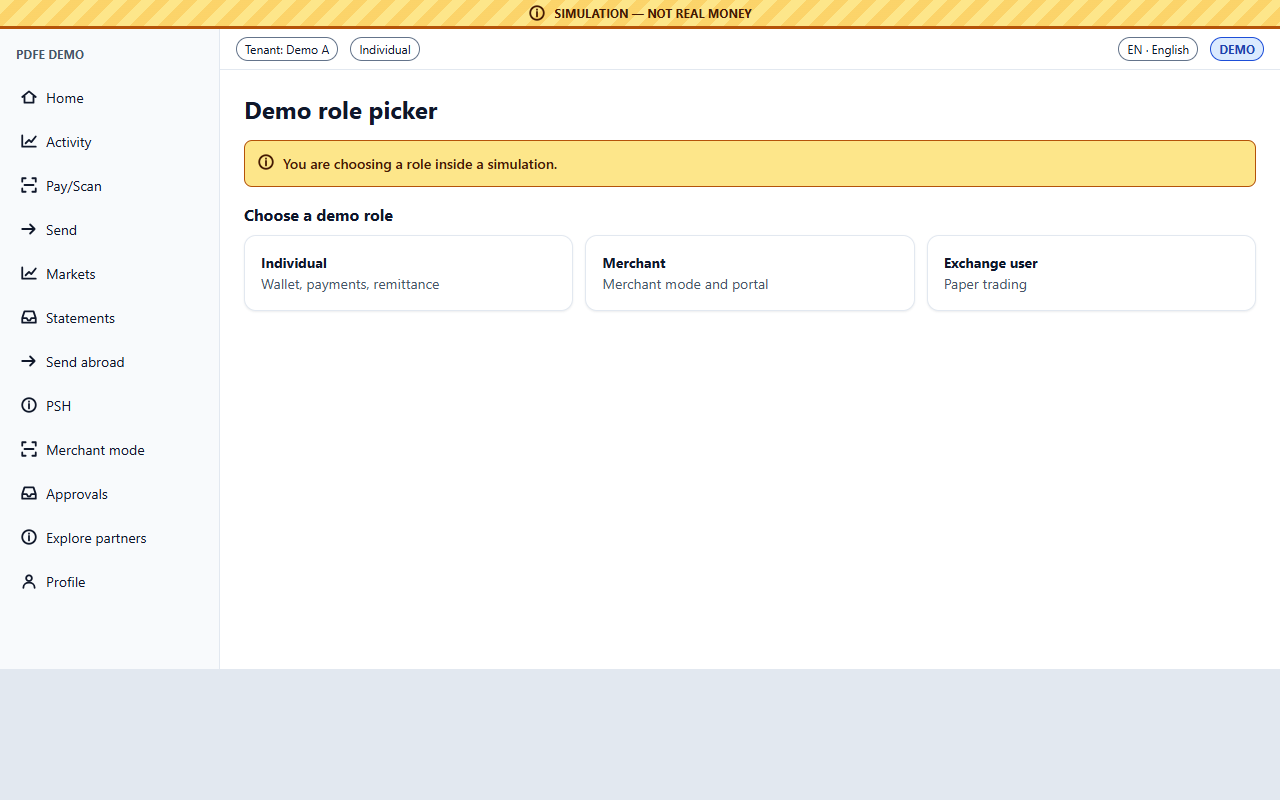 SIMULATION — NOT REAL MONEY
PDFE DEMO
Tenant: Demo A
Individual
EN · English
DEMO
Home
Activity
Pay/Scan
Send
Markets
Statements
Send abroad
PSH
Merchant mode
Approvals
Explore partners
Profile
Demo role picker
You are choosing a role inside a simulation.
Choose a demo role
Individual
Wallet, payments, remittance
Merchant
Merchant mode and portal
Exchange user
Paper trading